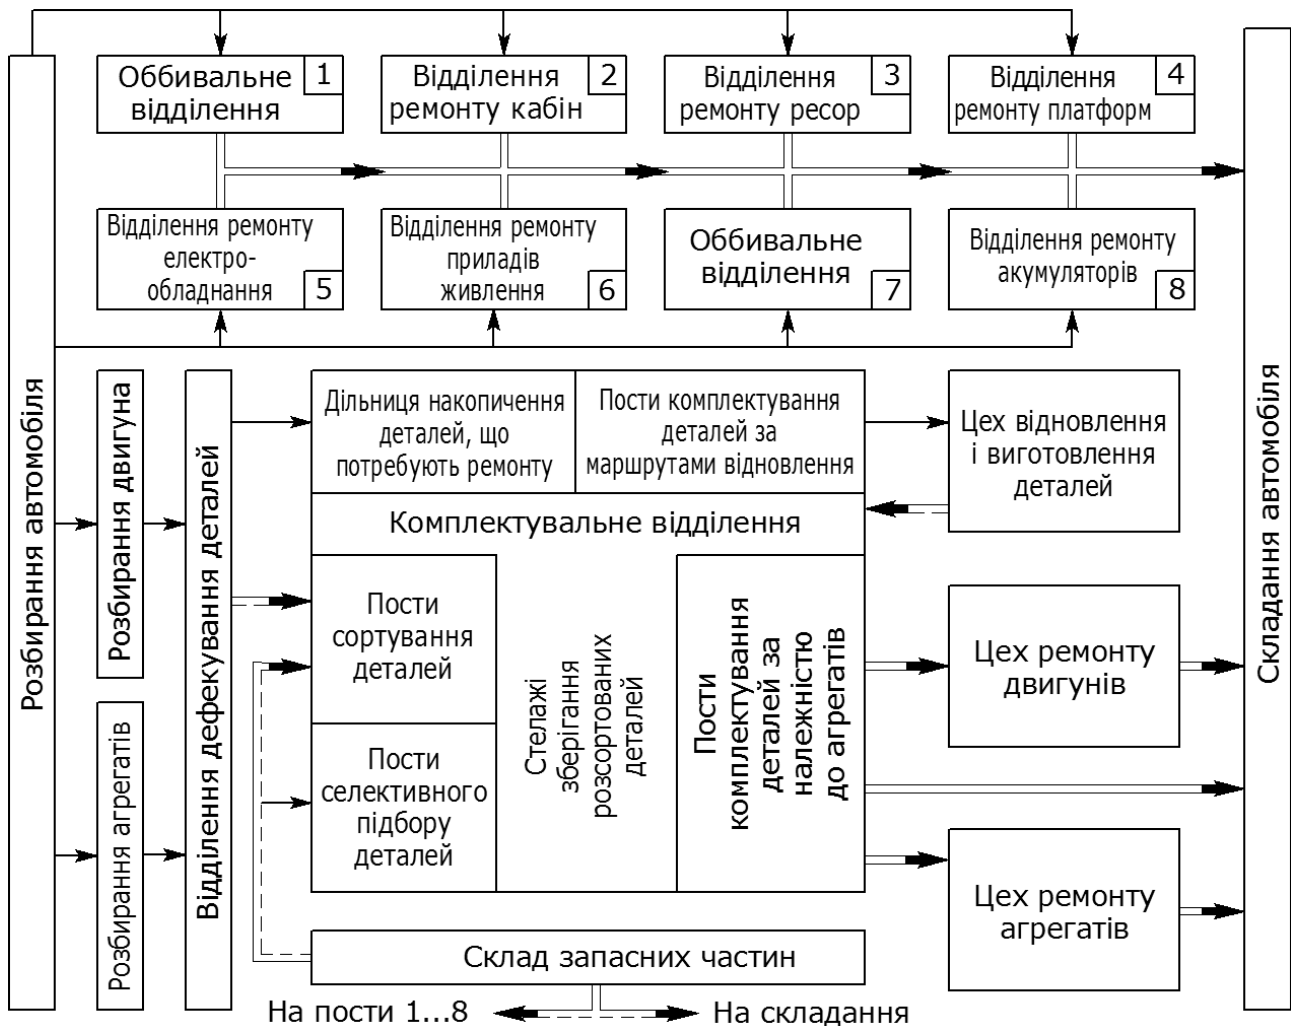 Оббивальне
відділення
1
Відділення
ремонту кабін
2
Відділення
ремонту ресор
3
Відділення
ремонту платформ
4
Відділення ремонту
електро-
обладнання
5
Відділення ремонту
приладів
живлення
6
Оббивальне
відділення
7
Відділення ремонту
акумуляторів
8
Розбирання автомобіля
Розбирання двигуна
Розбирання агрегатів
Відділення дефекування деталей
Дільниця накопичення
деталей, що
потребують ремонту
Пости комплектування
деталей за
маршрутами відновлення
Комплектувальне відділення
Пости
сортування
деталей
Пости
селективного
підбору
деталей
Стелажі
зберігання
розсортованих
деталей
Пости
комплектування
деталей за
належністю
до агрегатів
Цех відновлення
і виготовлення
деталей
Цех ремонту
двигунів
Цех ремонту
агрегатів
Складання автомобіля
Склад запасних частин
На пости 1...8
На складання